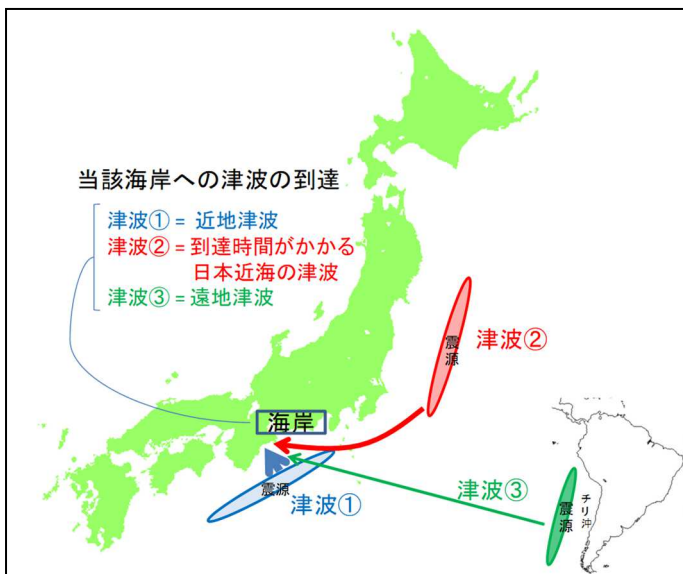 当該海岸への津波の到達
津波① = 近地津波
津波② = 到達時間がかかる
日本近海の津波
津波③ = 遠地津波
震源
津波②
海岸
震源
津波①
津波③
震源
チリ沖